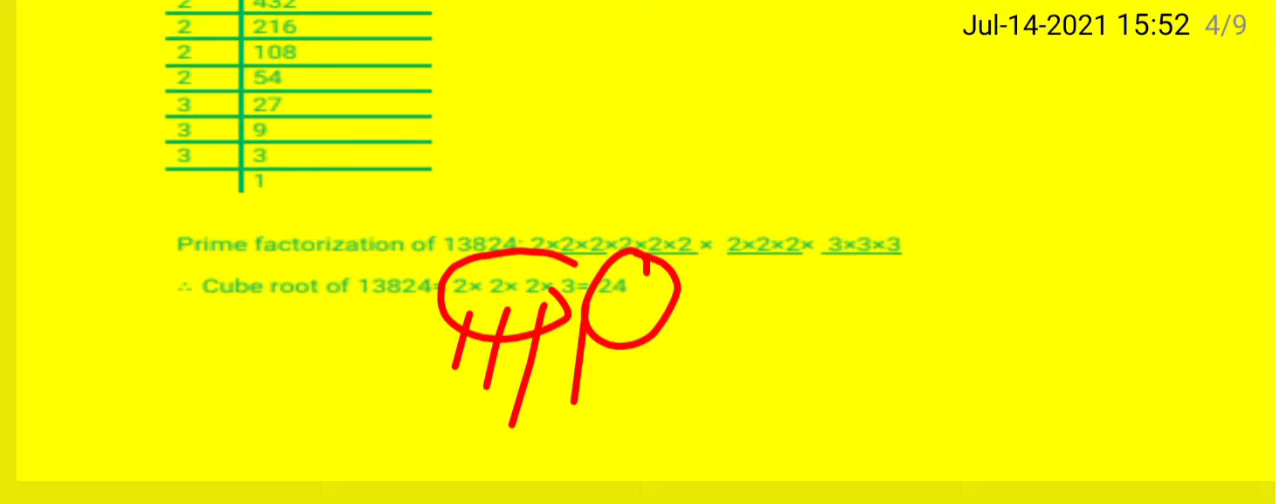 2 432
Jul-14-2021 15:52 4/9
2 216
2 108
2 54
3 27
3 9
3 3
1
Prime factorization of 13824: 2×2×2×2×2×2 × 2×2×2× 3×3×3
∴ Cube root of 13824= 2× 2× 2× 3= 24